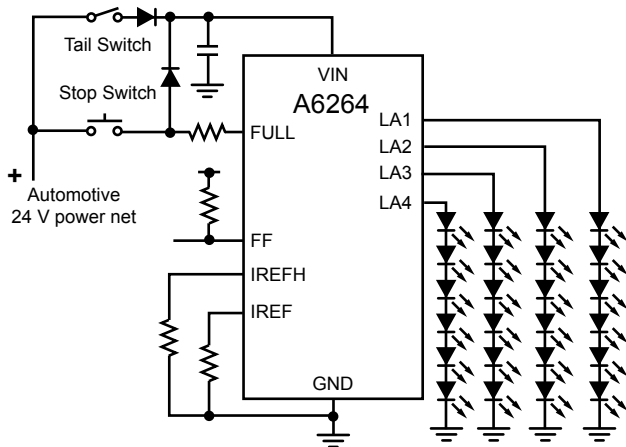 Tail Switch
Stop Switch
+
Automotive
24 V power net
VIN
A6264
FULL
FF
IREFH
IREF
GND
LA1
LA2
LA3
LA4